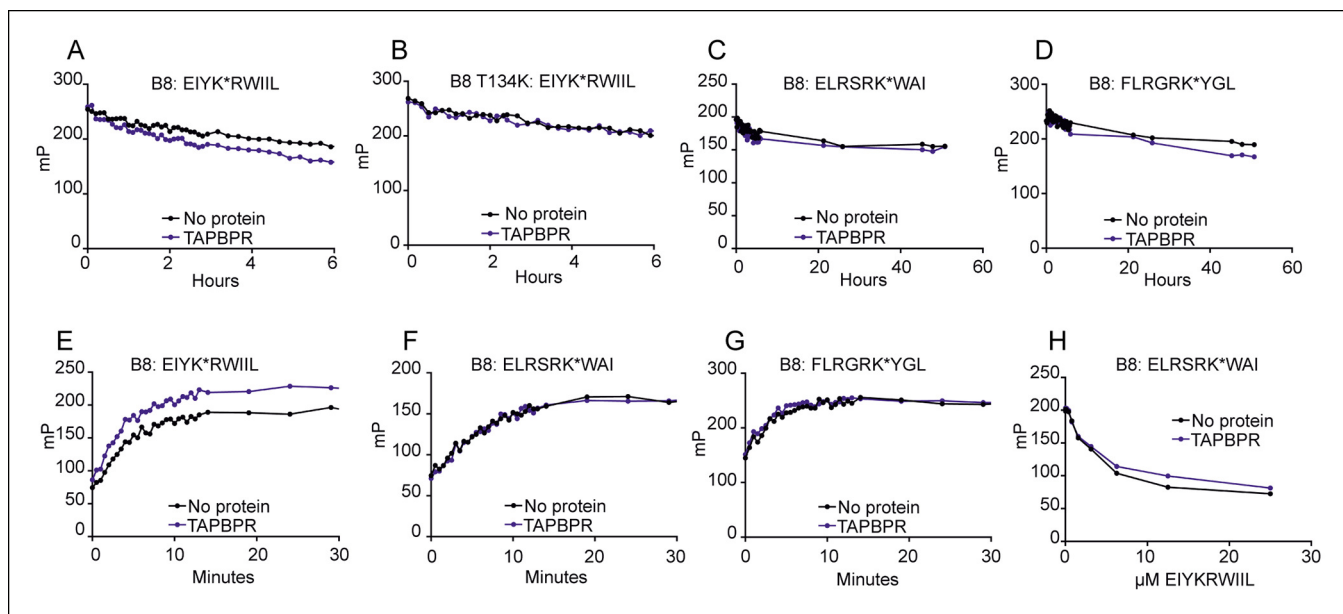 A
B8: EIYK*RWIIL
300
200
100
0
mP
No protein
TAPBPR
0 2 4 6
Hours
B
B8 T134K: EIYK*RWIIL
300
200
100
0
mP
No protein
TAPBPR
0 2 4 6
Hours
C
B8: ELRSRK*WAI
250
200
150
100
50
0
mP
No protein
TAPBPR
0 20 40 60
Hours
D
B8: FLRGRK*YGL
300
200
100
0
mP
No protein
TAPBPR
0 20 40 60
Hours
E
B8: EIYK*RWIIL
250
200
150
100
50
0
mP
No protein
TAPBPR
0 10 20 30
Minutes
F
B8: ELRSRK*WAI
200
150
100
50
0
mP
No protein
TAPBPR
0 10 20 30
Minutes
G
B8: FLRGRK*YGL
300
200
100
0
mP
No protein
TAPBPR
0 10 20 30
Minutes
H
B8: ELRSRK*WAI
250
200
150
100
50
0
mP
No protein
TAPBPR
0 10 20 30
µM EIYKRWIIL